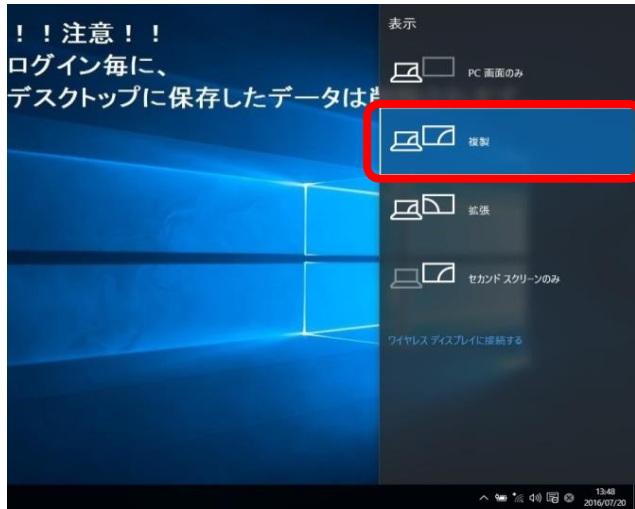 ！！注意！！
ログイン毎に、
デスクトップに保存したデータは
表示
PC 画面のみ
複製
拡張
セカンド スクリーンのみ
ワイヤレス ディスプレイに接続する
13:48
2016/07/20